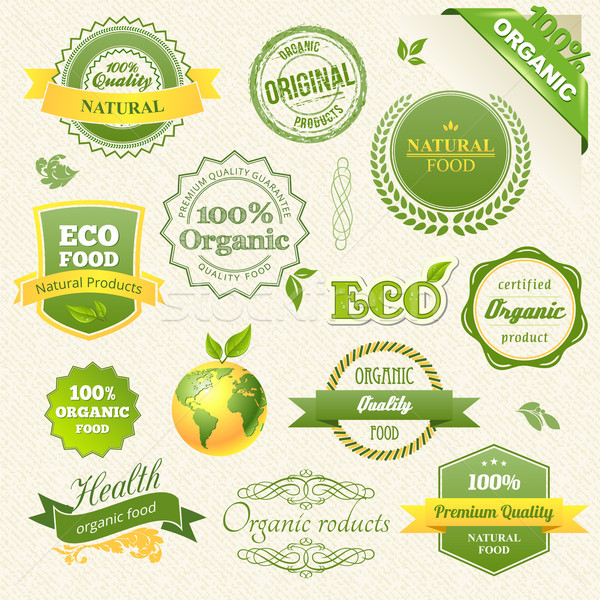 100%
Quality
NATURAL
ORGANIC
ORIGINAL
PRODUCTS
100%
ORGANIC
NATURAL
FOOD
PREMIUM QUALITY GUARANTEE
100%
Organic
QUALITY FOOD
ECO
FOOD
Natural Products
ECO
certified
Organic
product
100%
ORGANIC
FOOD
ORGANIC
Quality
FOOD
Health
organic food
Organic roducts
100%
Premium Quality
NATURAL
FOOD